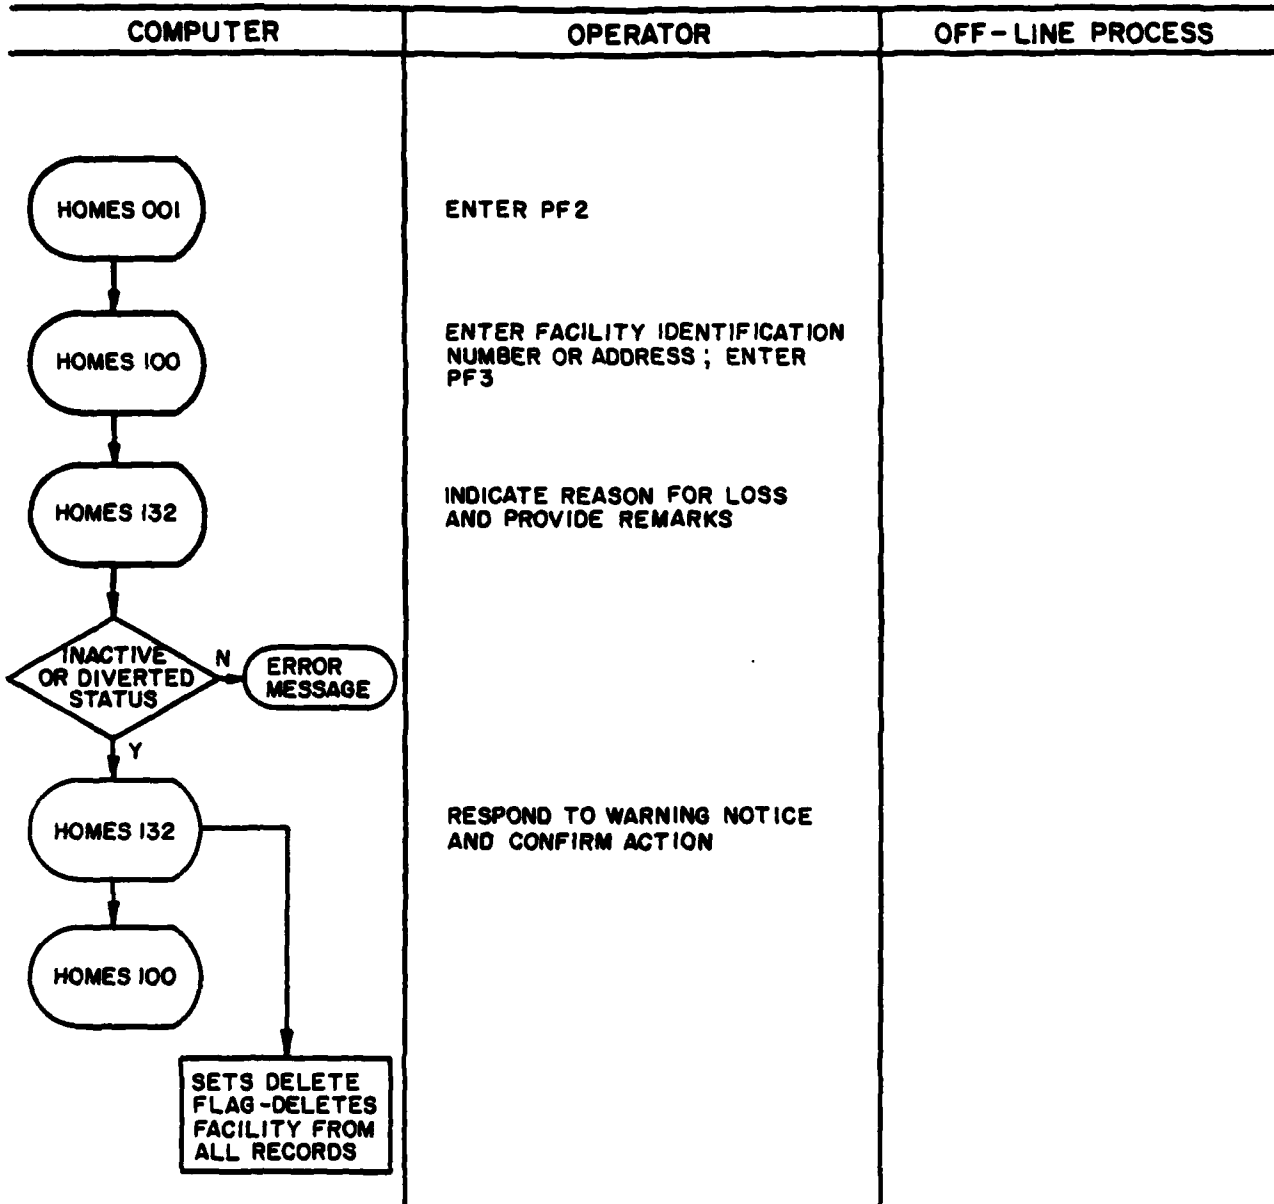 COMPUTER
OPERATOR
OFF-LINE PROCESS
HOMES 001
ENTER PF2
HOMES 100
ENTER FACILITY IDENTIFICATION
NUMBER OR ADDRESS; ENTER
PF3
HOMES 132
INDICATE REASON FOR LOSS
AND PROVIDE REMARKS
INACTIVE
OR DIVERTED
STATUS
N
ERROR
MESSAGE
Y
HOMES 132
RESPOND TO WARNING NOTICE
AND CONFIRM ACTION
HOMES 100
SETS DELETE
FLAG-DELETES
FACILITY FROM
ALL RECORDS